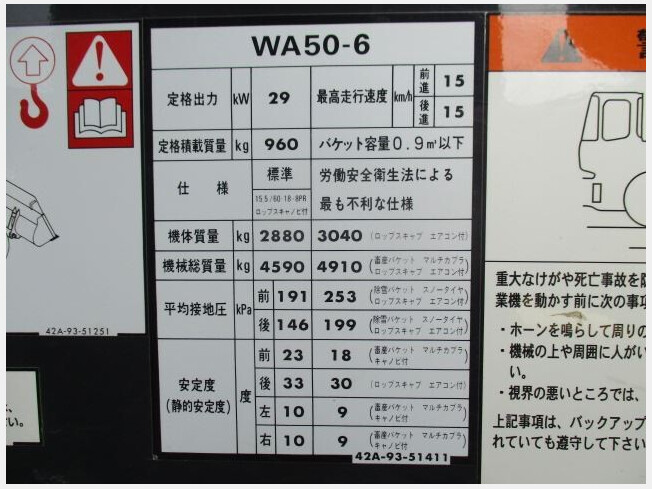 WA50-6
定格出力 kW 29 最高走行速度 km/h 前進 15
後進 15
定格積載質量 kg 960 バケット容量0.9㎥以下
仕様 標準 労働安全衛生法による
15.5/60-18-8PR
ロップスキャノピ付 最も不利な仕様
機体質量 kg 2880 3040 (ロップスキャブ エアコン付)
機械総質量 kg 4590 4910 (畜産バケット マルチカプラ
ロップスキャブ エアコン付)
平均接地圧 kPa 前 191 253 (除雪バケット スノータイヤ
ロップスキャブ エアコン付)
後 146 199 (除雪バケット スノータイヤ
ロップスキャブ エアコン付)
安定度
(静的安定度) 度 前 23 18 (畜産バケット マルチカプラ
キャノピ付)
後 33 30 (ロップスキャブ エアコン付)
左 10 9 (畜産バケット マルチカプラ
キャノピ付)
右 10 9 (畜産バケット マルチカプラ
キャノピ付)
42A-93-51411
42A-93-51251
い。
重大なけがや死亡事故を防
業機を動かす前に次の事項
・ホーンを鳴らして周りの
・機械の上や周囲に人がい
い。
・視界の悪いところでは、
上記事項は、バックアップ
れていても遵守して下さい